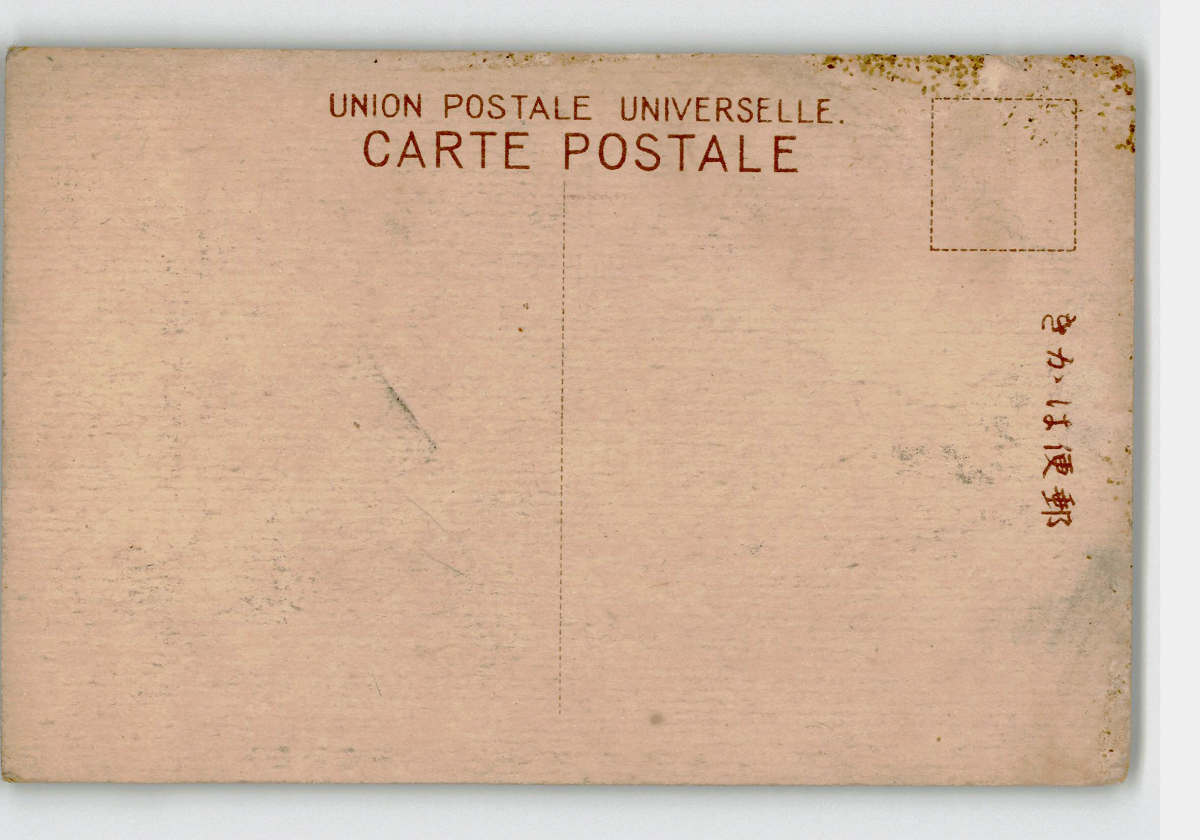 UNION POSTALE UNIVERSELLE.
CARTE POSTALE
郵便はがき